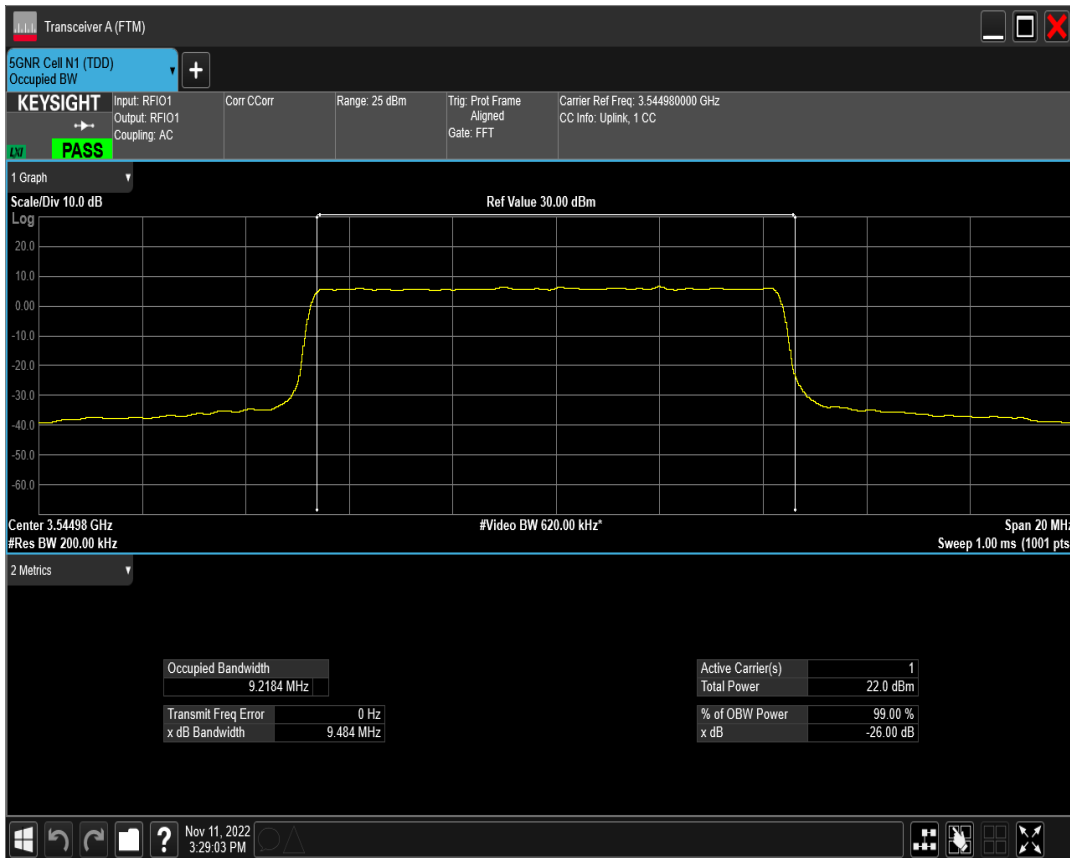 Transceiver A (FTM)
5GNR Cell N1 (TDD)
Occupied BW
+
KEYSIGHT
LXI
PASS
Input: RFIO1
Output: RFIO1
Coupling: AC
Corr CCorr
Range: 25 dBm
Trig: Prot Frame
Aligned
Gate: FFT
Carrier Ref Freq: 3.544980000 GHz
CC Info: Uplink, 1 CC
1 Graph
Scale/Div 10.0 dB
Ref Value 30.00 dBm
Log
20.0
10.0
0.00
-10.0
-20.0
-30.0
-40.0
-50.0
-60.0
Center 3.54498 GHz
#Video BW 620.00 kHz*
Span 20 MHz
#Res BW 200.00 kHz
Sweep 1.00 ms (1001 pts
2 Metrics
Occupied Bandwidth
9.2184 MHz
Transmit Freq Error 0 Hz
x dB Bandwidth 9.484 MHz
Active Carrier(s) 1
Total Power 22.0 dBm
% of OBW Power 99.00 %
x dB -26.00 dB
?
Nov 11, 2022
3:29:03 PM